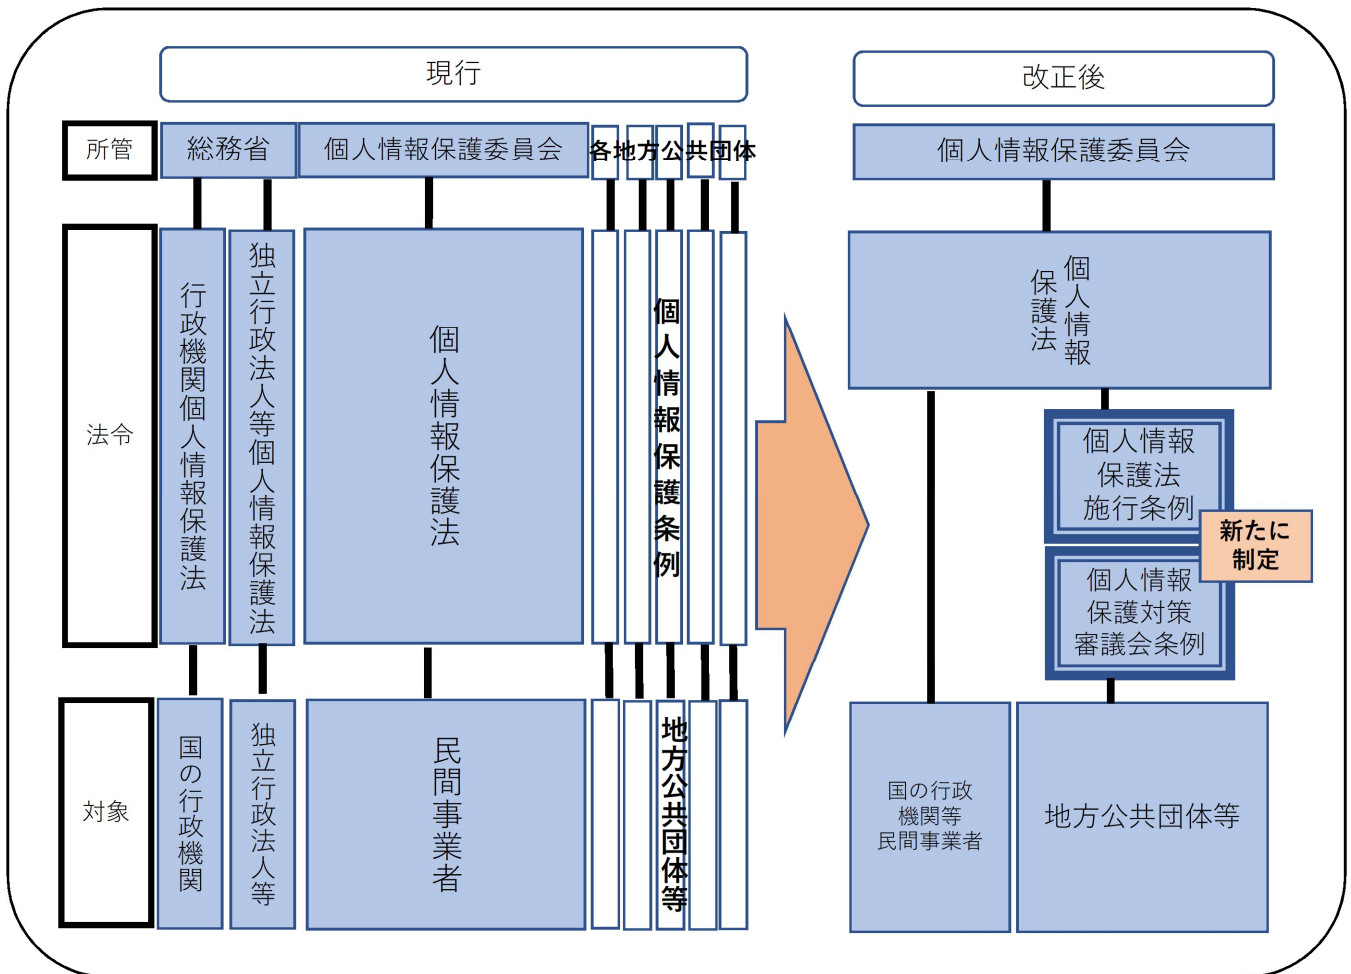 現行
改正後
所管
総務省
個人情報保護委員会
各地方公共団体
個人情報保護委員会
法令
行政機関個人情報保護法
独立行政法人等個人情報保護法
個人情報保護法
個人情報保護条例
個人情報
保護法
個人情報
保護法
施行条例
新たに
制定
個人情報
保護対策
審議会条例
対象
国の行政機関
独立行政法人等
民間事業者
地方公共団体等
国の行政
機関等
民間事業者
地方公共団体等